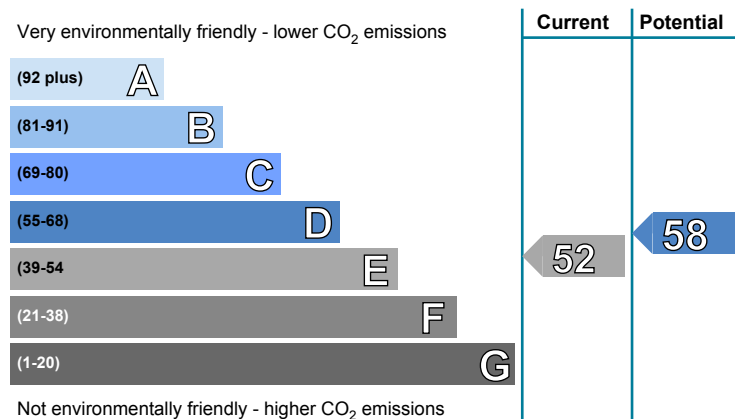 Very environmentally friendly - lower CO₂ emissions
Current
Potential
(92 plus) A
(81-91) B
(69-80) C
(55-68) D
(39-54 E
(21-38) F
(1-20) G
52
58
Not environmentally friendly - higher CO₂ emissions